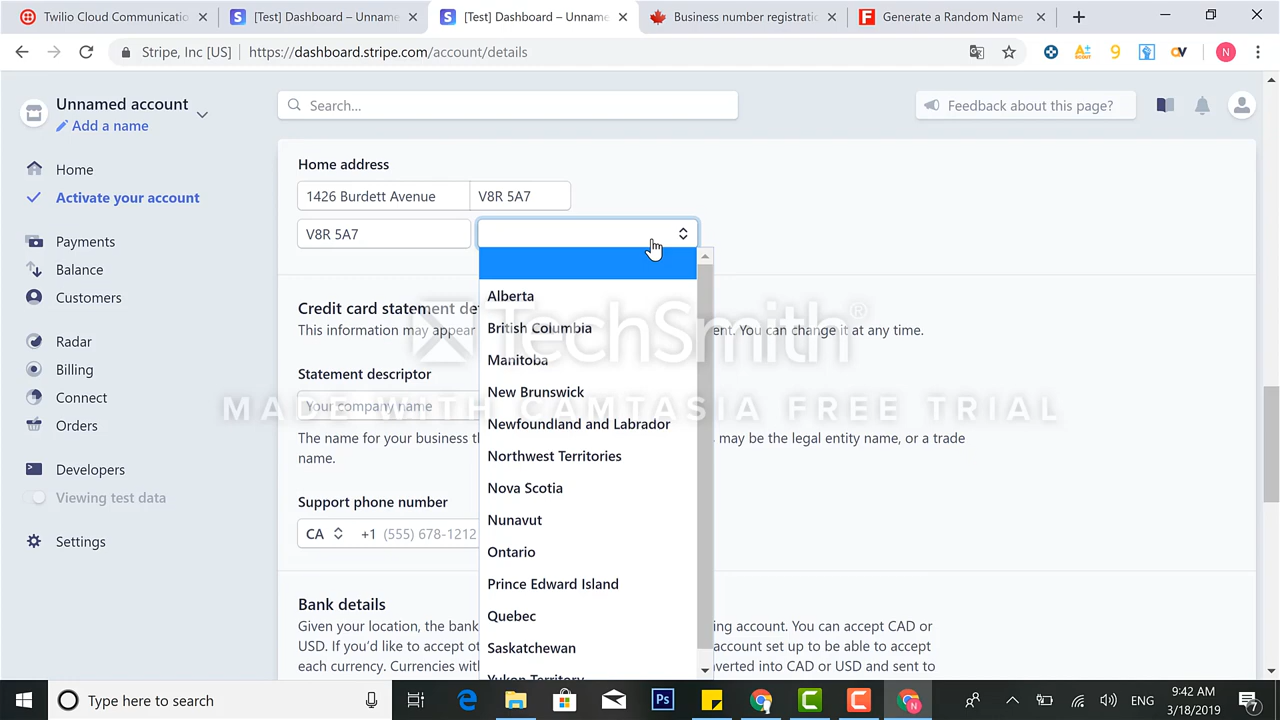 Twilio Cloud Communicatio
[Test] Dashboard – Unname
[Test] Dashboard – Unname
Business number registratio
Generate a Random Name
Stripe, Inc [US] https://dashboard.stripe.com/account/details
N
Unnamed account
Add a name
Search...
Feedback about this page?
Home
Activate your account
Payments
Balance
Customers
Radar
Billing
Connect
Orders
Developers
Viewing test data
Settings
Home address
1426 Burdett Avenue V8R 5A7
V8R 5A7
Alberta
British Columbia
Manitoba
New Brunswick
Newfoundland and Labrador
Northwest Territories
Nova Scotia
Nunavut
Ontario
Prince Edward Island
Quebec
Saskatchewan
Yukon Territory
Credit card statement de
This information may appear ent. You can change it at any time.
Statement descriptor
Your company name
The name for your business th may be the legal entity name, or a trade
name.
Support phone number
CA +1 (555) 678-1212
Bank details
Given your location, the bank ing account. You can accept CAD or
USD. If you'd like to accept ot account set up to be able to accept
each currency. Currencies with verted into CAD or USD and sent to
TechSmith®
MADE WITH CAMTASIA FREE TRIAL
Type here to search
Ps
ENG
9:42 AM
3/18/2019